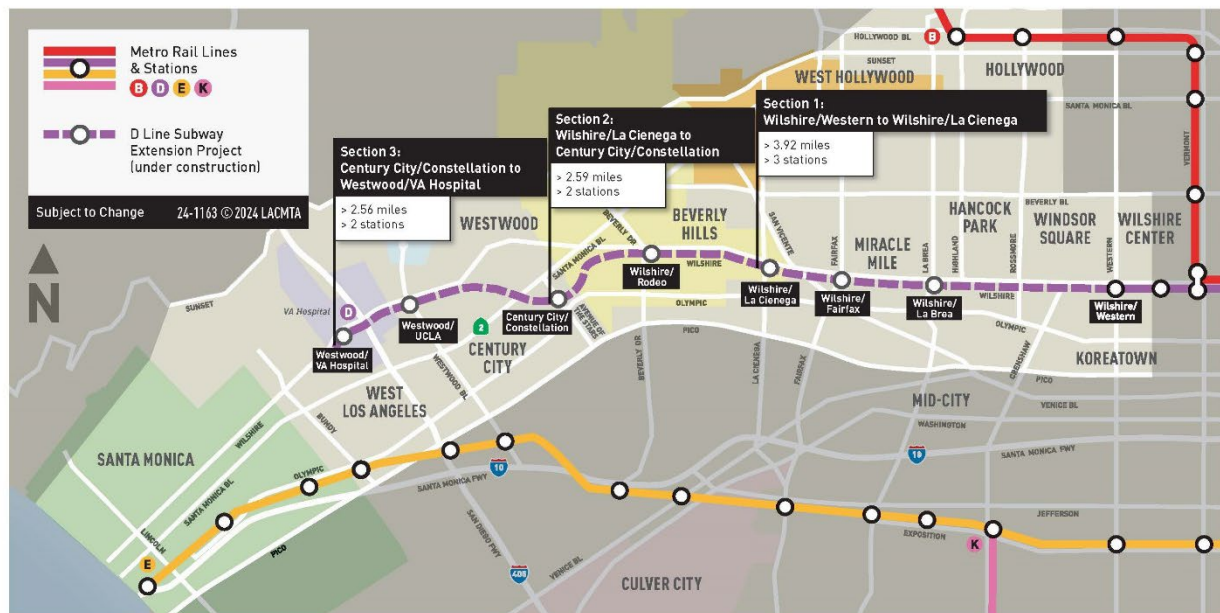 Metro Rail Lines
& Stations
B D E K
D Line Subway
Extension Project
(under construction)
Subject to Change 24-1163 © 2024 LACMTA
N
Section 3:
Century City/Constellation to
Westwood/VA Hospital
> 2.56 miles
> 2 stations
Section 2:
Wilshire/La Cienega to
Century City/Constellation
> 2.59 miles
> 2 stations
Section 1:
Wilshire/Western to Wilshire/La Cienega
> 3.92 miles
> 3 stations
HOLLYWOOD BL
B
SUNSET
WEST HOLLYWOOD
HOLLYWOOD
SANTA MONICA BL
VERMONT
WESTWOOD
BEVERLY DR
BEVERLY
HILLS
SAN VICENTE
FAIRFAX
MIRACLE
MILE
LA BREA
HIGHLAND
HANCOCK
PARK
ROSSMORE
BEVERLY BL
WINDSOR
SQUARE
WESTERN
WILSHIRE
CENTER
SANTA MONICA BL
WILSHIRE
Wilshire/
Rodeo
Wilshire/
La Cienega
Wilshire/
Fairfax
Wilshire/
La Brea
WILSHIRE
Wilshire/
Western
SUNSET
VA Hospital
D
Westwood/
VA Hospital
Westwood/
UCLA
2
Century City/
Constellation
AVENUE OF
THE STARS
OLYMPIC
PICO
CENTURY
CITY
WESTWOOD BL
BEVERLY DR
LA CIENEGA
FAIRFAX
CRENSHAW
OLYMPIC
KOREATOWN
PICO
WEST
LOS ANGELES
BUNDY
MID-CITY
VENICE BL
WASHINGTON
SANTA MONICA FWY
10
SANTA MONICA
WILSHIRE
SANTA MONICA BL
OLYMPIC
LINCOLN
PICO
10
SANTA MONICA FWY
SAN DIEGO FWY
405
VENICE BL
CULVER CITY
JEFFERSON
EXPOSITION
K
E